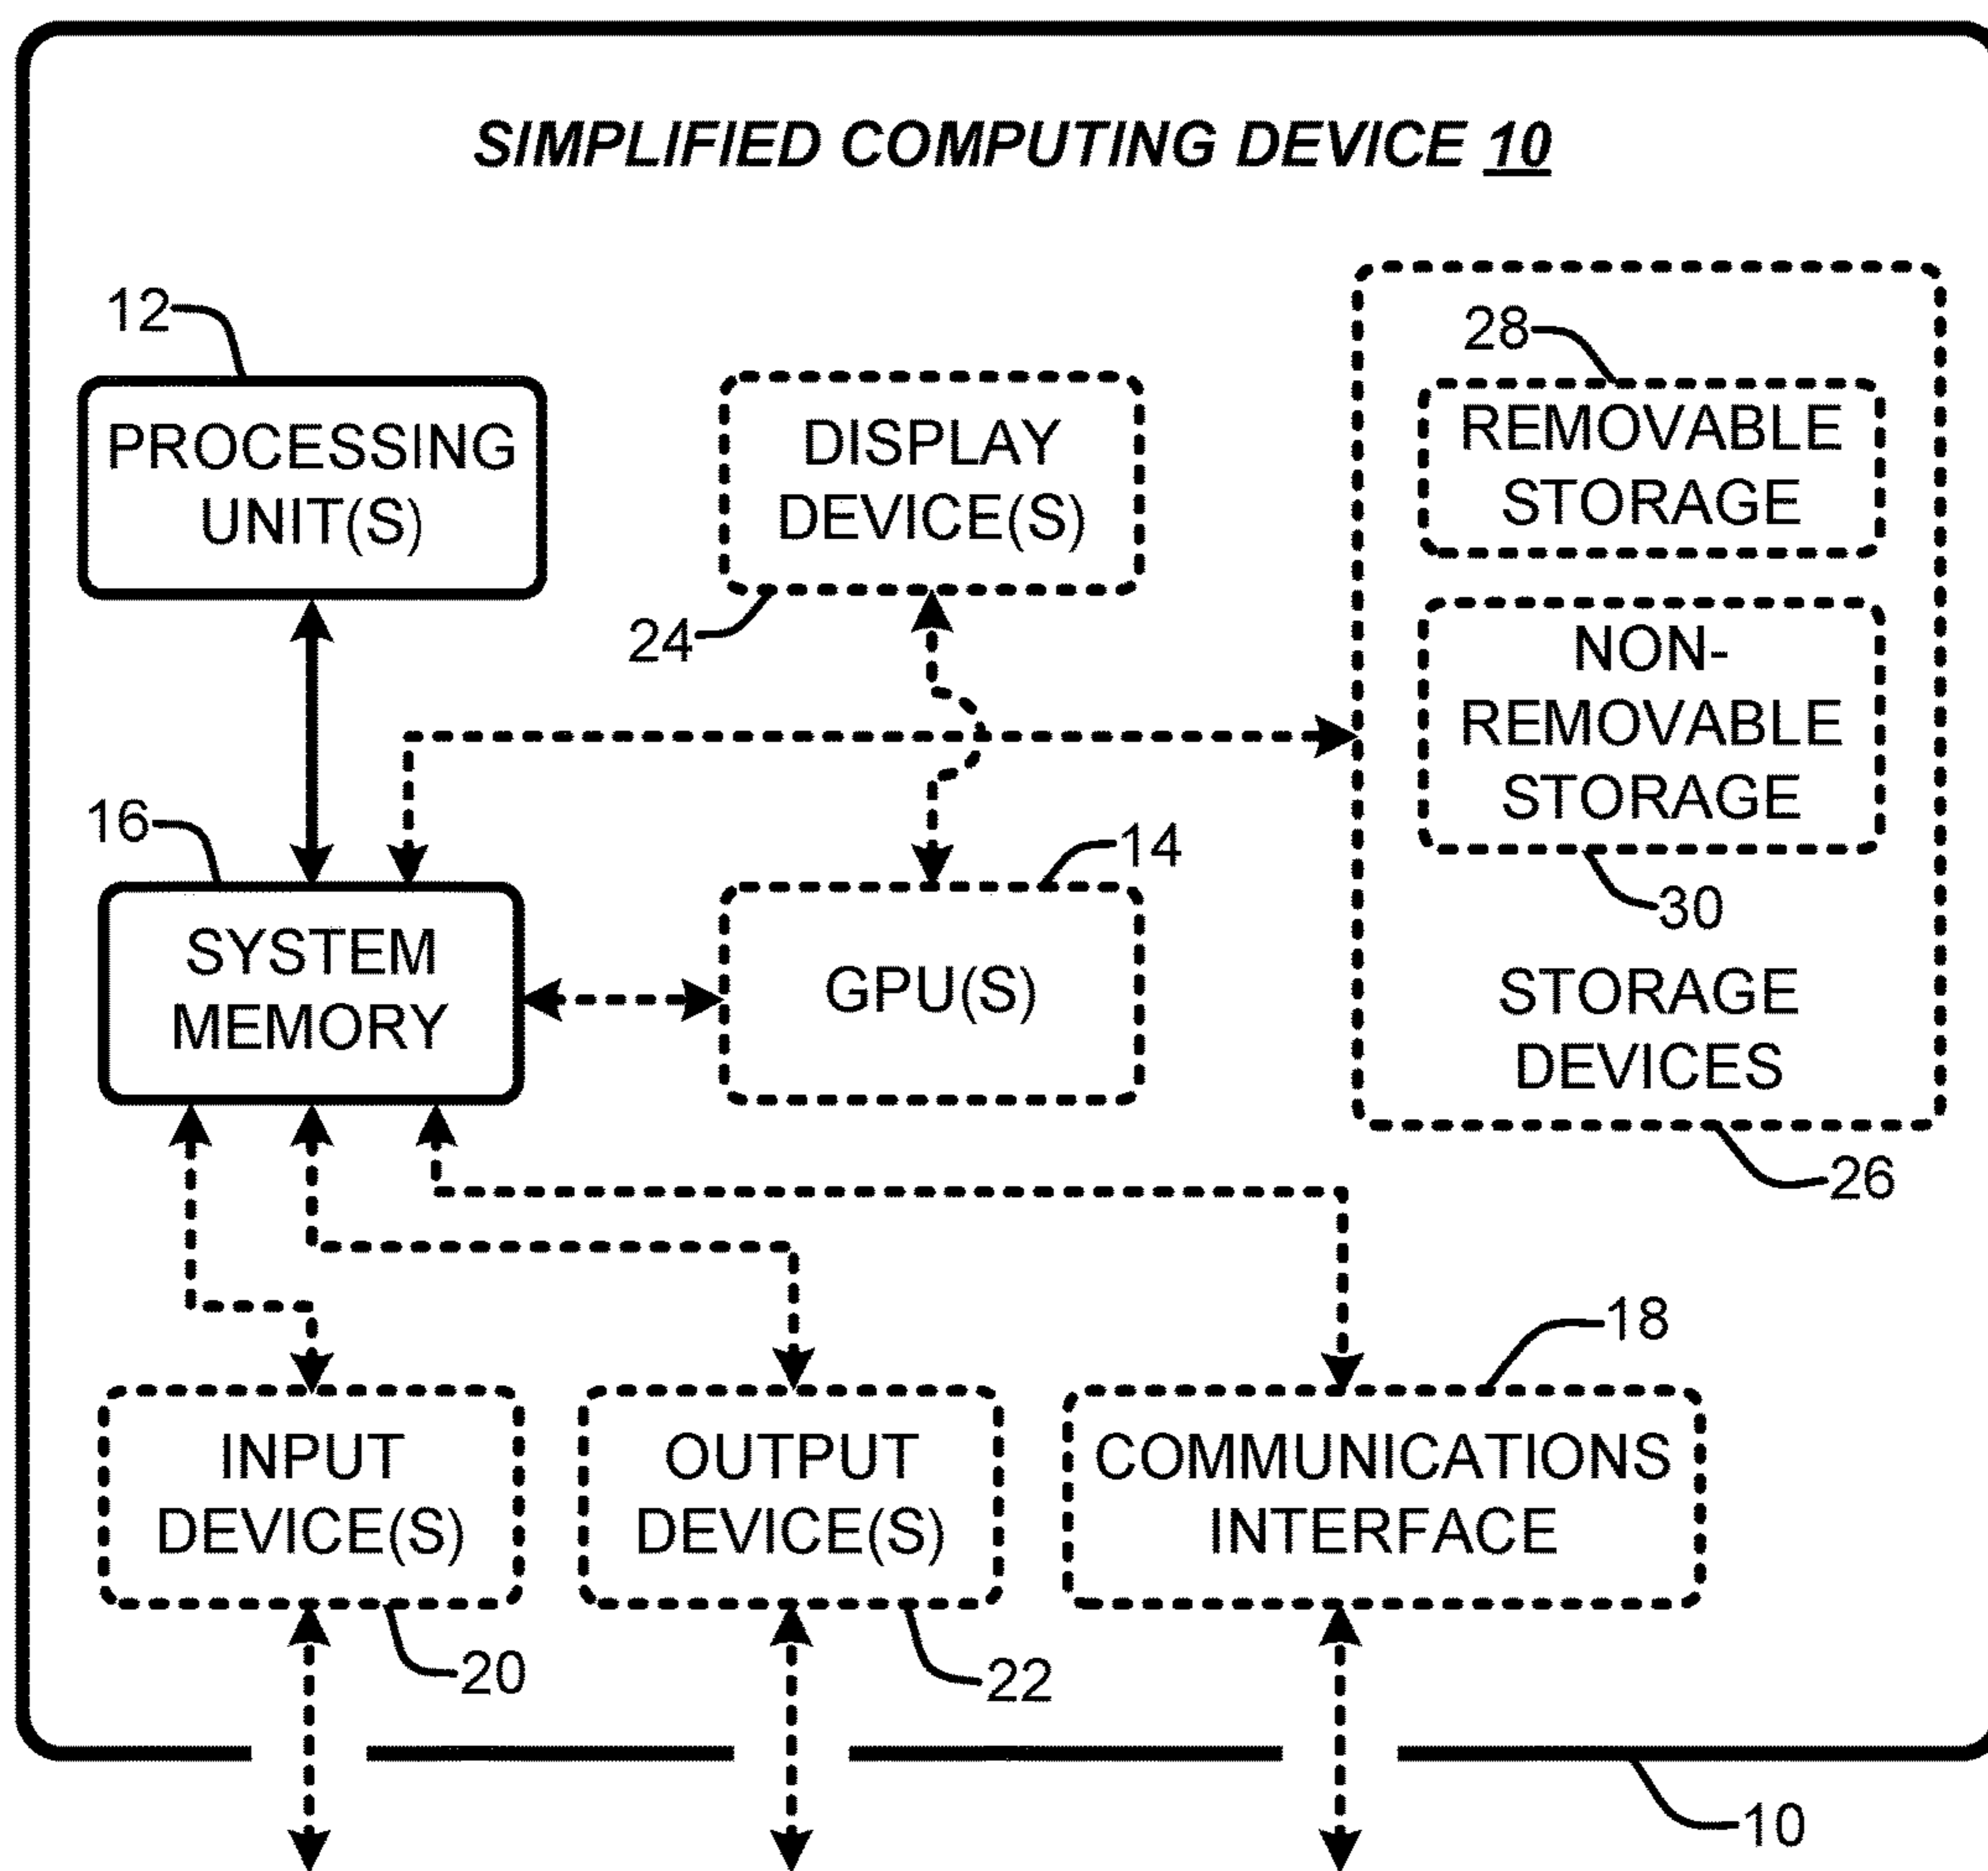 SIMPLIFIED COMPUTING DEVICE 10
12
PROCESSING
UNIT(S)
DISPLAY
DEVICE(S)
24
28
REMOVABLE
STORAGE
NON-
REMOVABLE
STORAGE
30
STORAGE
DEVICES
26
16
SYSTEM
MEMORY
14
GPU(S)
18
INPUT
DEVICE(S)
20
OUTPUT
DEVICE(S)
22
COMMUNICATIONS
INTERFACE
10